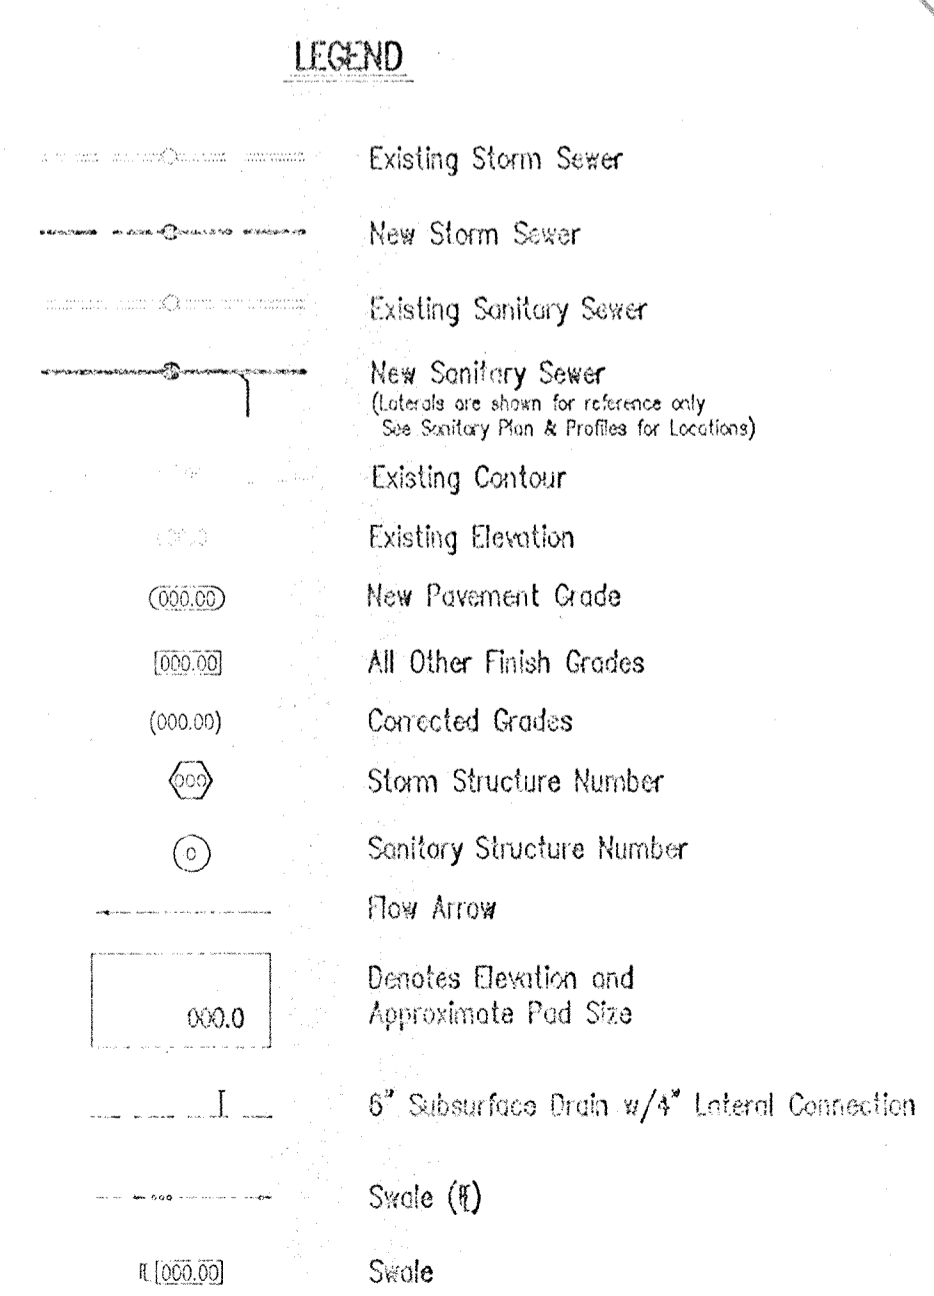 LEGEND
Existing Storm Sewer
New Storm Sewer
Existing Sanitary Sewer
New Sanitary Sewer
(Laterals are shown for reference only
See Sanitary Plan & Profiles for Locations)
Existing Contour
Existing Elevation
(000.00) New Pavement Grade
[000.00] All Other Finish Grades
(000.00) Corrected Grades
000 Storm Structure Number
0 Sanitary Structure Number
Flow Arrow
Denotes Elevation and
000.0 Approximate Pad Size
6" Subsurface Drain w/4" Lateral Connection
Swale (℄)
[000.00] Swale